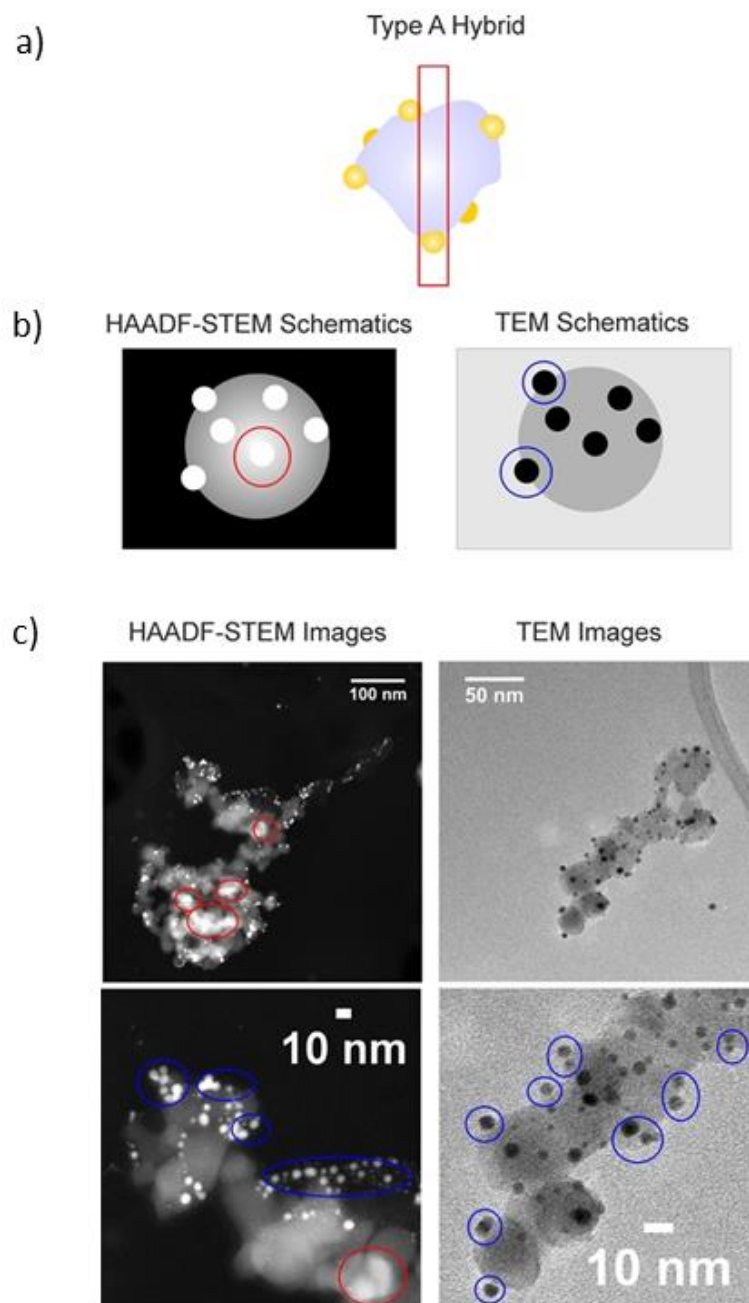 a)
Type A Hybrid
b)
HAADF-STEM Schematics
TEM Schematics
c)
HAADF-STEM Images
TEM Images
100 nm
50 nm
10 nm
10 nm